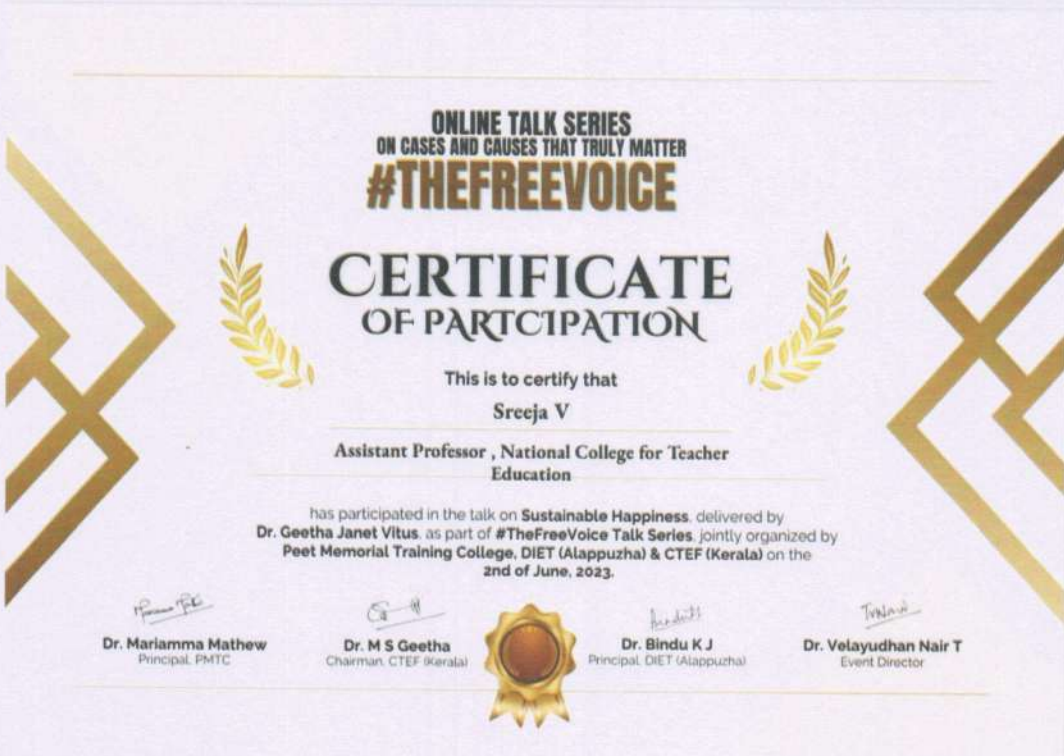 ONLINE TALK SERIES
ON CASES AND CAUSES THAT TRULY MATTER
#THEFREEVOICE
CERTIFICATE
OF PARTCIPATION
This is to certify that
Sreeja V
Assistant Professor , National College for Teacher
Education
has participated in the talk on Sustainable Happiness, delivered by
Dr. Geetha Janet Vitus, as part of #TheFreeVoice Talk Series, jointly organized by
Peet Memorial Training College, DIET (Alappuzha) & CTEF (Kerala) on the
2nd of June, 2023.
Dr. Mariamma Mathew
Principal, PMTC
Dr. M S Geetha
Chairman, CTEF (Kerala)
Dr. Bindu K J
Principal, DIET (Alappuzha)
Dr. Velayudhan Nair T
Event Director